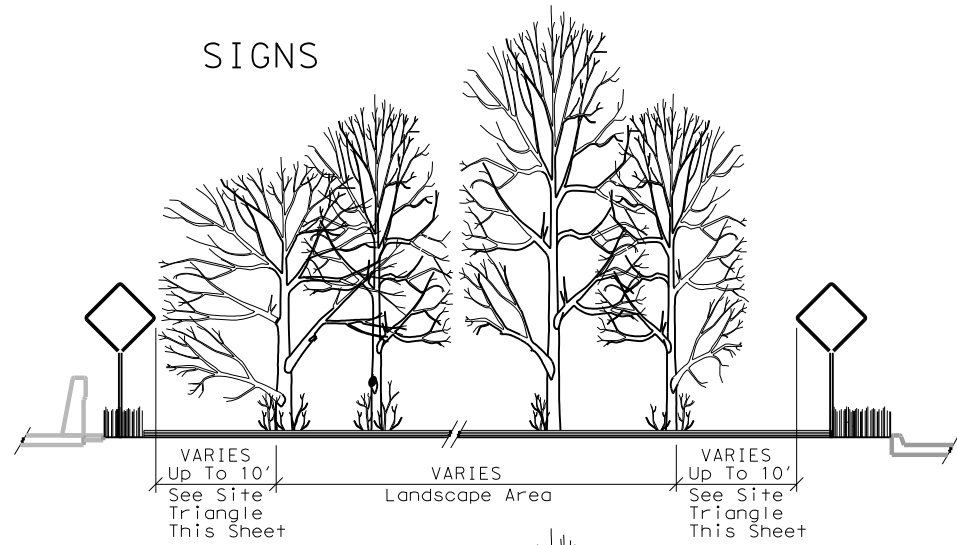 SIGNS
VARIES
Up To 10'
See Site
Triangle
This Sheet
VARIES
Landscape Area
VARIES
Up To 10'
See Site
Triangle
This Sheet